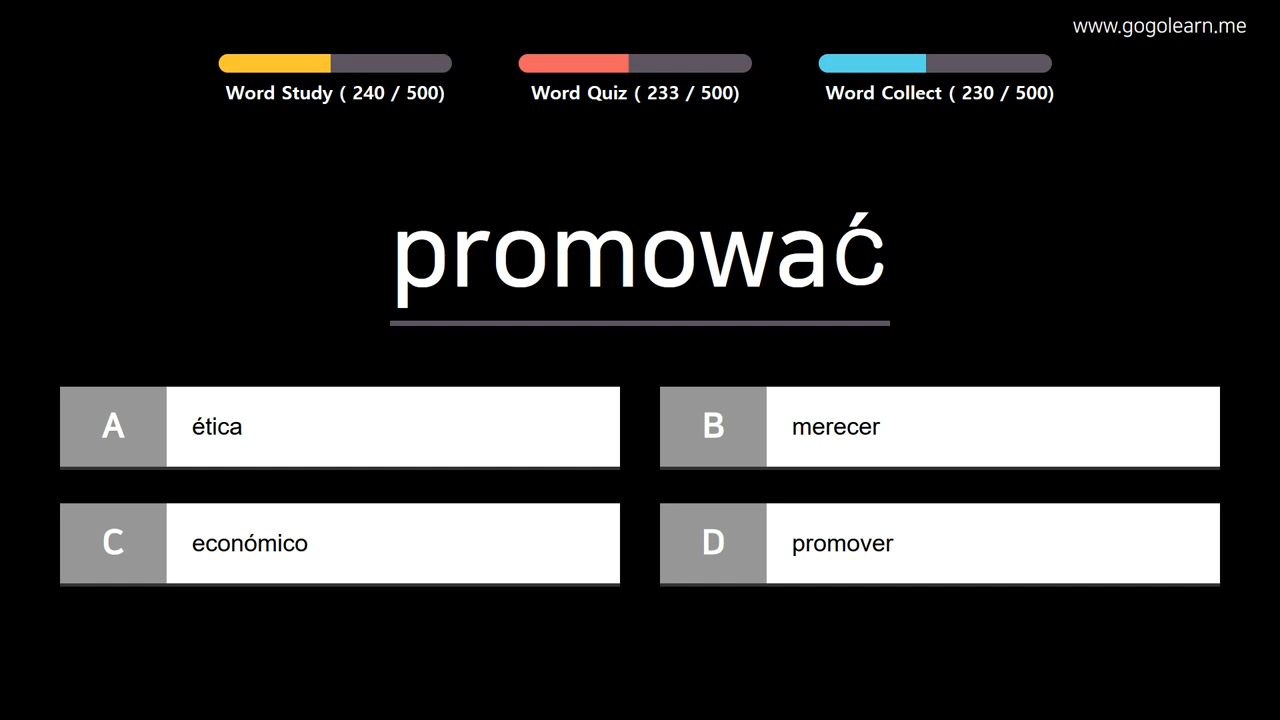 www.gogolearn.me
Word Study ( 240 / 500)
Word Quiz ( 233 / 500)
Word Collect ( 230 / 500)
promować
A
ética
B
merecer
C
económico
D
promover